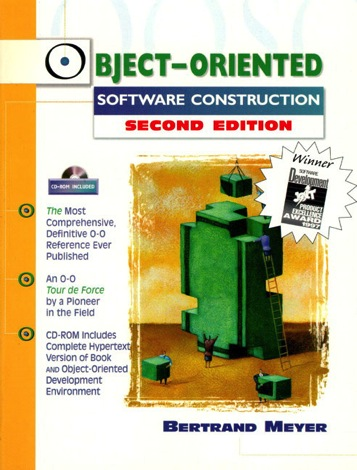 OBJECT-ORIENTED
SOFTWARE CONSTRUCTION
SECOND EDITION
Winner
SOFTWARE
Development
PRODUCT
EXCELLENCE
AWARD
1997
CD-ROM INCLUDED
The Most
Comprehensive,
Definitive O-O
Reference Ever
Published
An O-O
Tour de Force
by a Pioneer
in the Field
CD-ROM Includes
Complete Hypertext
Version of Book
AND Object-Oriented
Development
Environment
BERTRAND MEYER